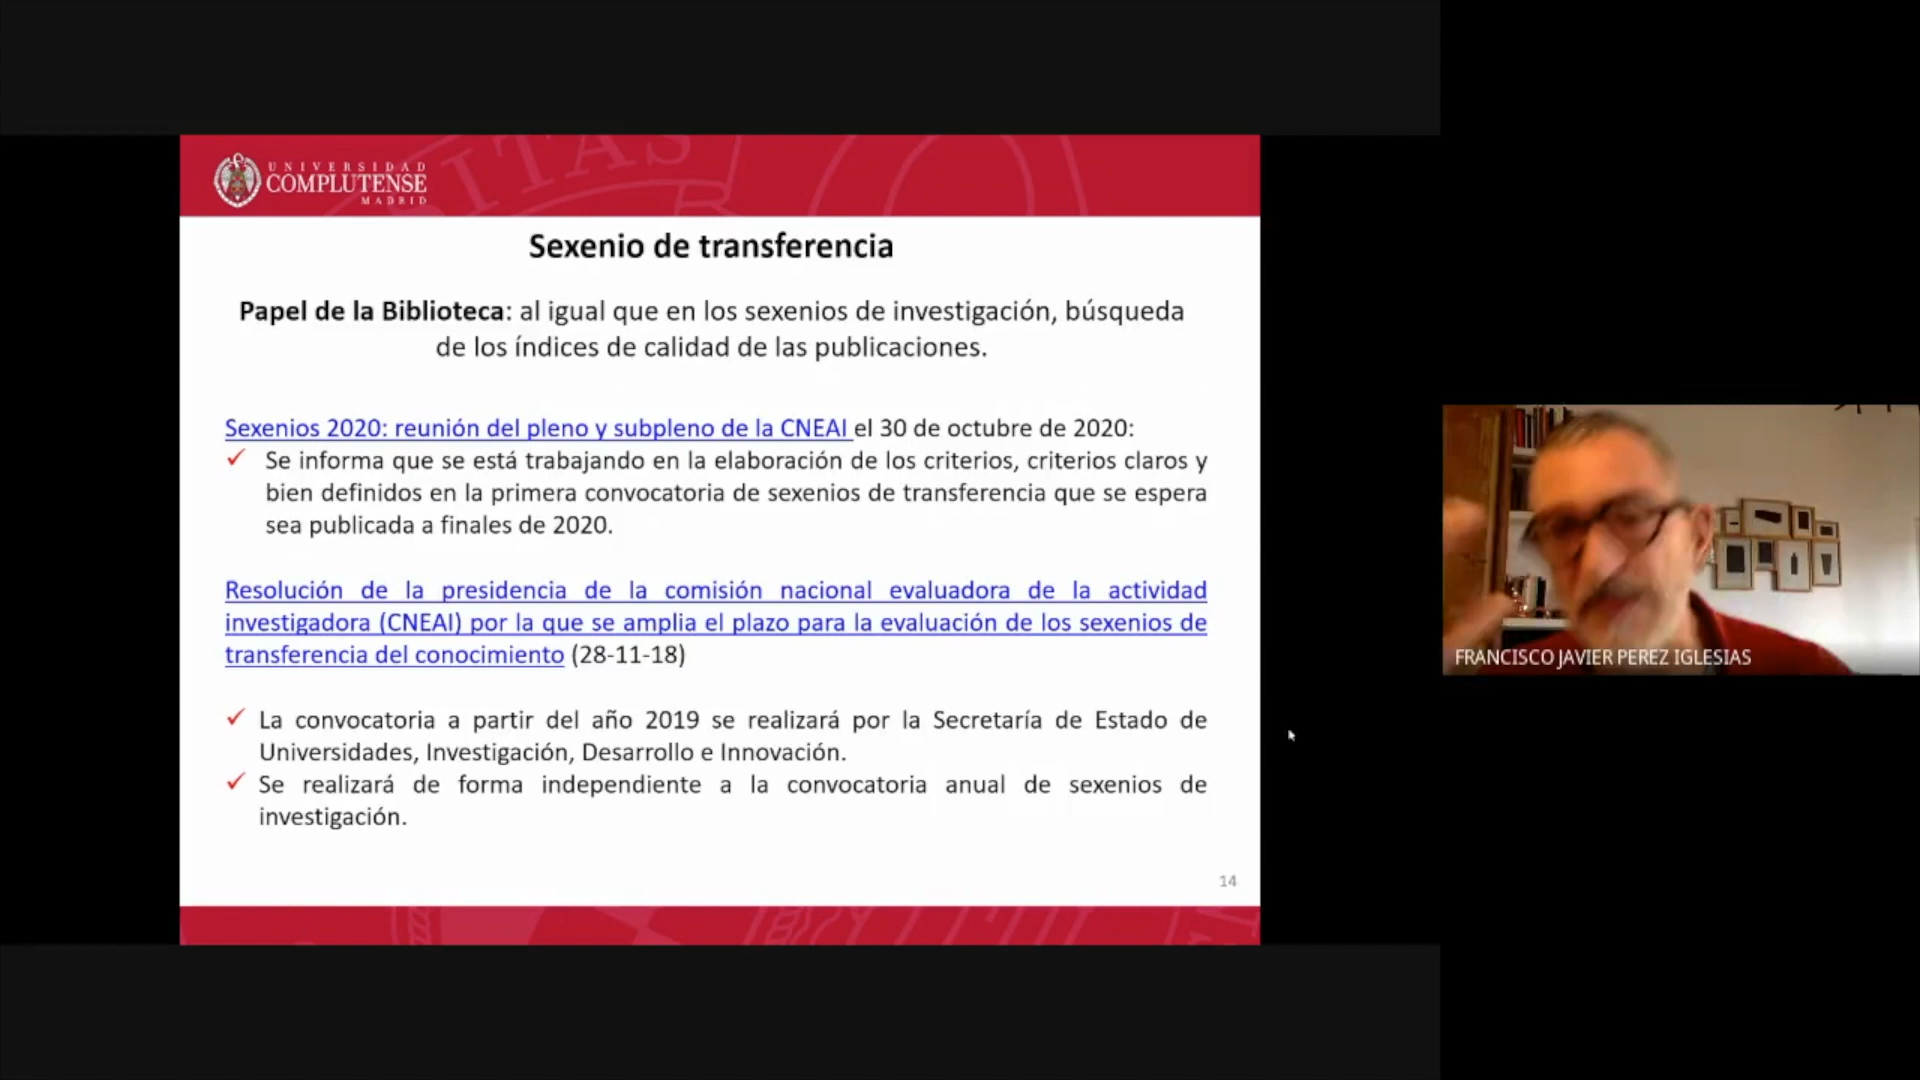 UNIVERSIDAD
COMPLUTENSE
MADRID
Sexenio de transferencia
Papel de la Biblioteca: al igual que en los sexenios de investigación, búsqueda
de los índices de calidad de las publicaciones.
Sexenios 2020: reunión del pleno y subpleno de la CNEAI el 30 de octubre de 2020:
✓ Se informa que se está trabajando en la elaboración de los criterios, criterios claros y
bien definidos en la primera convocatoria de sexenios de transferencia que se espera
sea publicada a finales de 2020.
Resolución de la presidencia de la comisión nacional evaluadora de la actividad
investigadora (CNEAI) por la que se amplia el plazo para la evaluación de los sexenios de
transferencia del conocimiento (28-11-18)
✓ La convocatoria a partir del año 2019 se realizará por la Secretaría de Estado de
Universidades, Investigación, Desarrollo e Innovación.
✓ Se realizará de forma independiente a la convocatoria anual de sexenios de
investigación.
14
FRANCISCO JAVIER PEREZ IGLESIAS